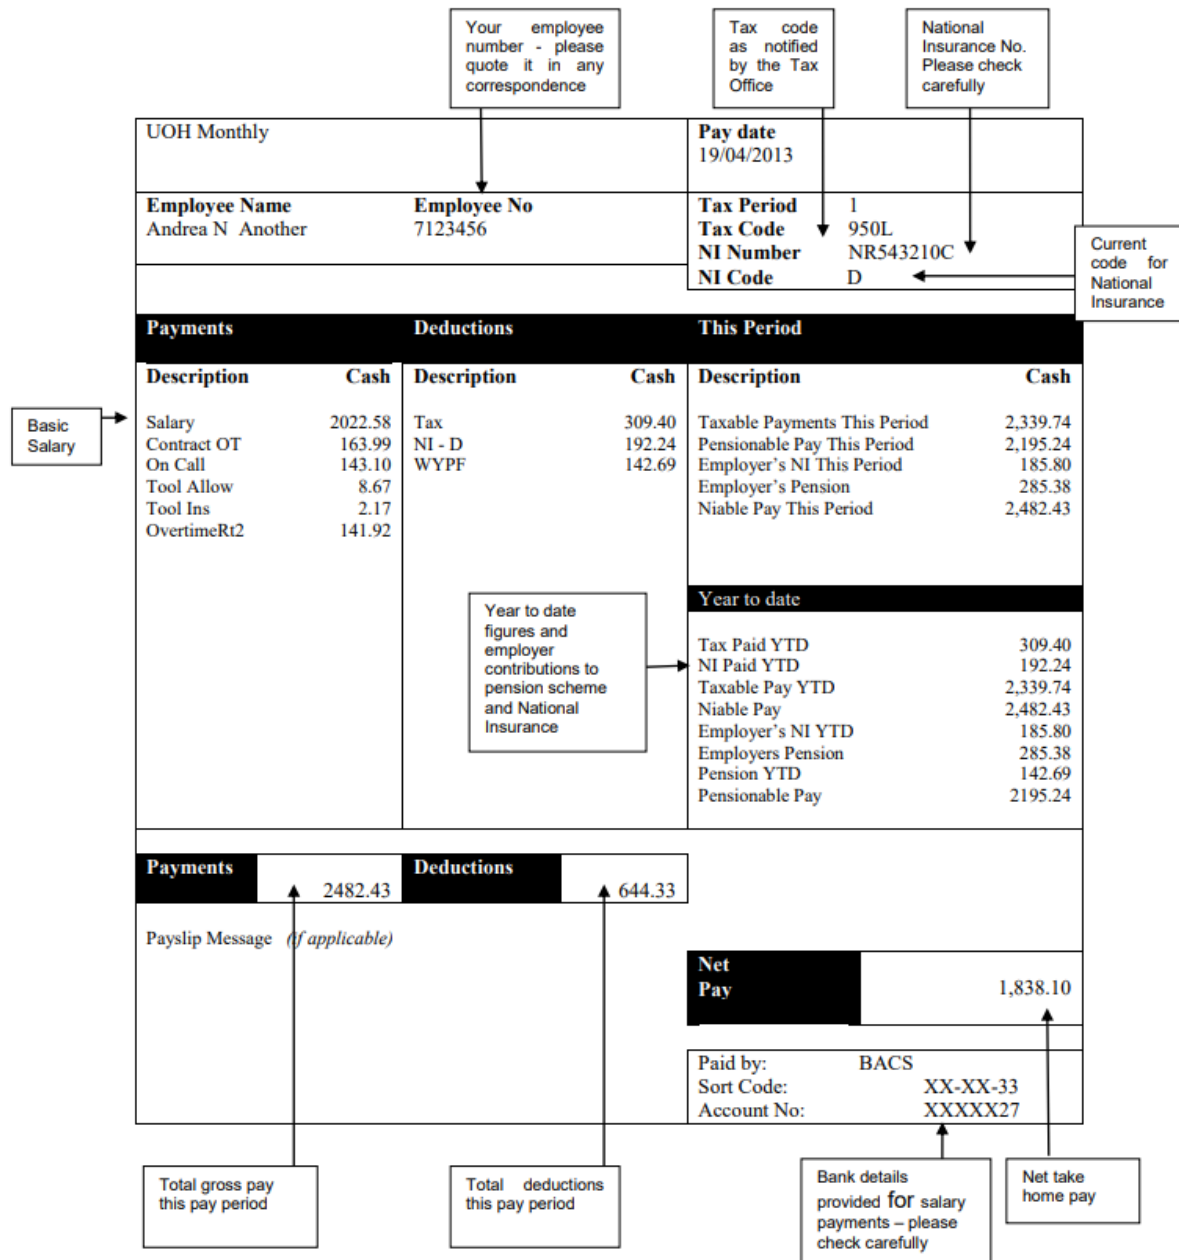 Your employee
number - please
quote it in any
correspondence
Tax code
as notified
by the Tax
Office
National
Insurance No.
Please check
carefully
UOH Monthly
Pay date
19/04/2013
Employee Name Employee No
Andrea N Another 7123456
Tax Period 1
Tax Code 950L
NI Number NR543210C
NI Code D
Current
code for
National
Insurance
Payments Deductions This Period
Description Cash Description Cash Description Cash
Basic
Salary
Salary 2022.58 Tax 309.40 Taxable Payments This Period 2,339.74
Contract OT 163.99 NI - D 192.24 Pensionable Pay This Period 2,195.24
On Call 143.10 WYPF 142.69 Employer's NI This Period 185.80
Tool Allow 8.67 Employer's Pension 285.38
Tool Ins 2.17 Niable Pay This Period 2,482.43
OvertimeRt2 141.92
Year to date
figures and
employer
contributions to
pension scheme
and National
Insurance
Year to date
Tax Paid YTD 309.40
NI Paid YTD 192.24
Taxable Pay YTD 2,339.74
Niable Pay 2,482.43
Employer's NI YTD 185.80
Employers Pension 285.38
Pension YTD 142.69
Pensionable Pay 2195.24
Payments 2482.43 Deductions 644.33
Payslip Message (if applicable)
Net
Pay 1,838.10
Paid by: BACS
Sort Code: XX-XX-33
Account No: XXXXX27
Total gross pay
this pay period
Total deductions
this pay period
Bank details
provided for salary
payments – please
check carefully
Net take
home pay